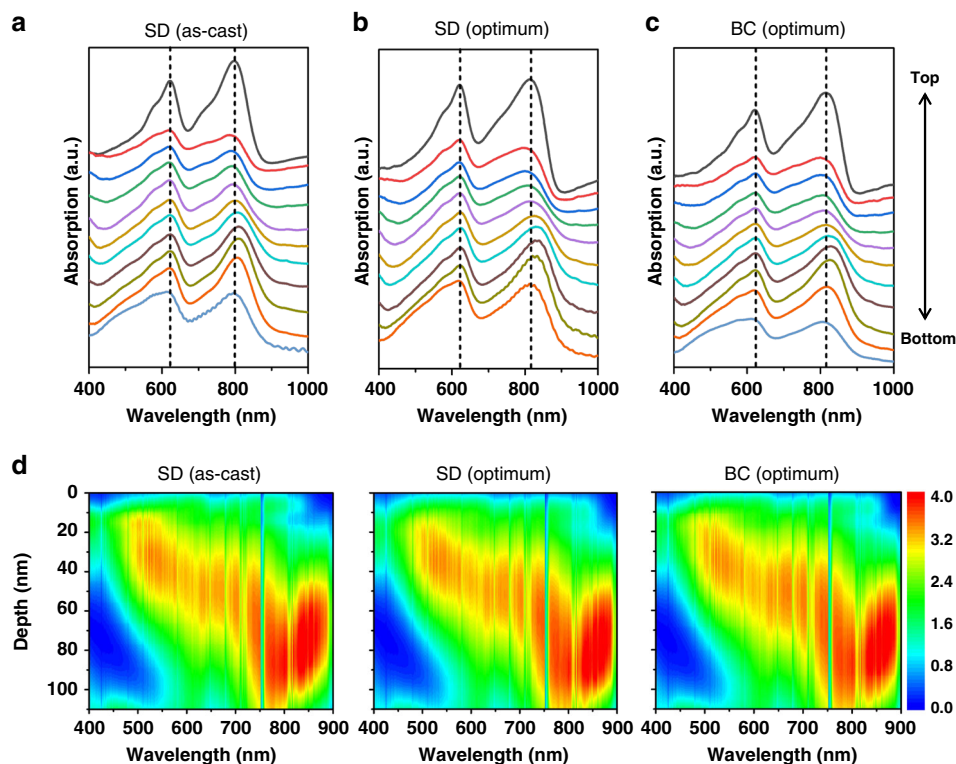 a SD (as-cast)
b SD (optimum)
c BC (optimum)
Absorption (a.u.)
Absorption (a.u.)
Absorption (a.u.)
Top
Bottom
400 600 800 1000
400 600 800 1000
400 600 800 1000
Wavelength (nm)
Wavelength (nm)
Wavelength (nm)
d
SD (as-cast)
SD (optimum)
BC (optimum)
Depth (nm)
0
20
40
60
80
100
4.0
3.2
2.4
1.6
0.8
0.0
400 500 600 700 800 900
400 500 600 700 800 900
400 500 600 700 800 900
Wavelength (nm)
Wavelength (nm)
Wavelength (nm)